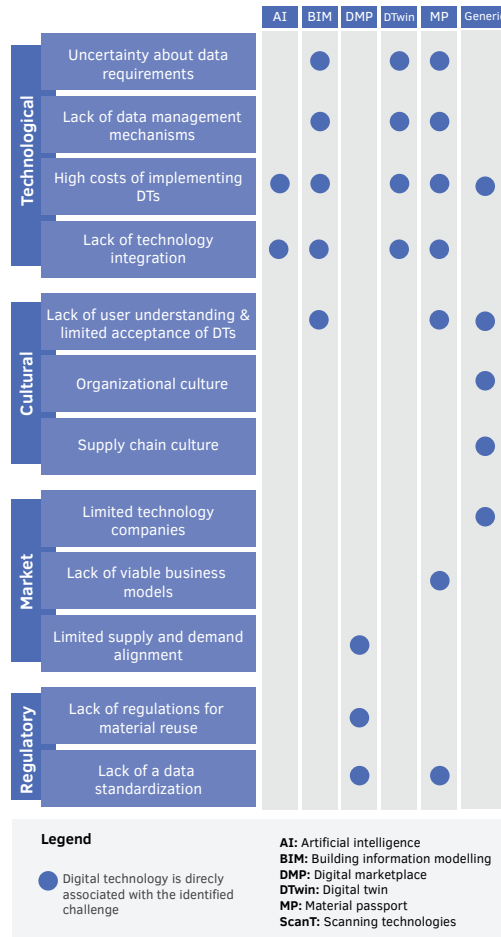 AI BIM DMP DTwin MP Generic
Technological
Uncertainty about data
requirements
Lack of data management
mechanisms
High costs of implementing
DTs
Lack of technology
integration
Cultural
Lack of user understanding &
limited acceptance of DTs
Organizational culture
Supply chain culture
Market
Limited technology
companies
Lack of viable business
models
Limited supply and demand
alignment
Regulatory
Lack of regulations for
material reuse
Lack of a data
standardization
Legend
Digital technology is direcly
associated with the identified
challenge
AI: Artificial intelligence
BIM: Building information modelling
DMP: Digital marketplace
DTwin: Digital twin
MP: Material passport
ScanT: Scanning technologies